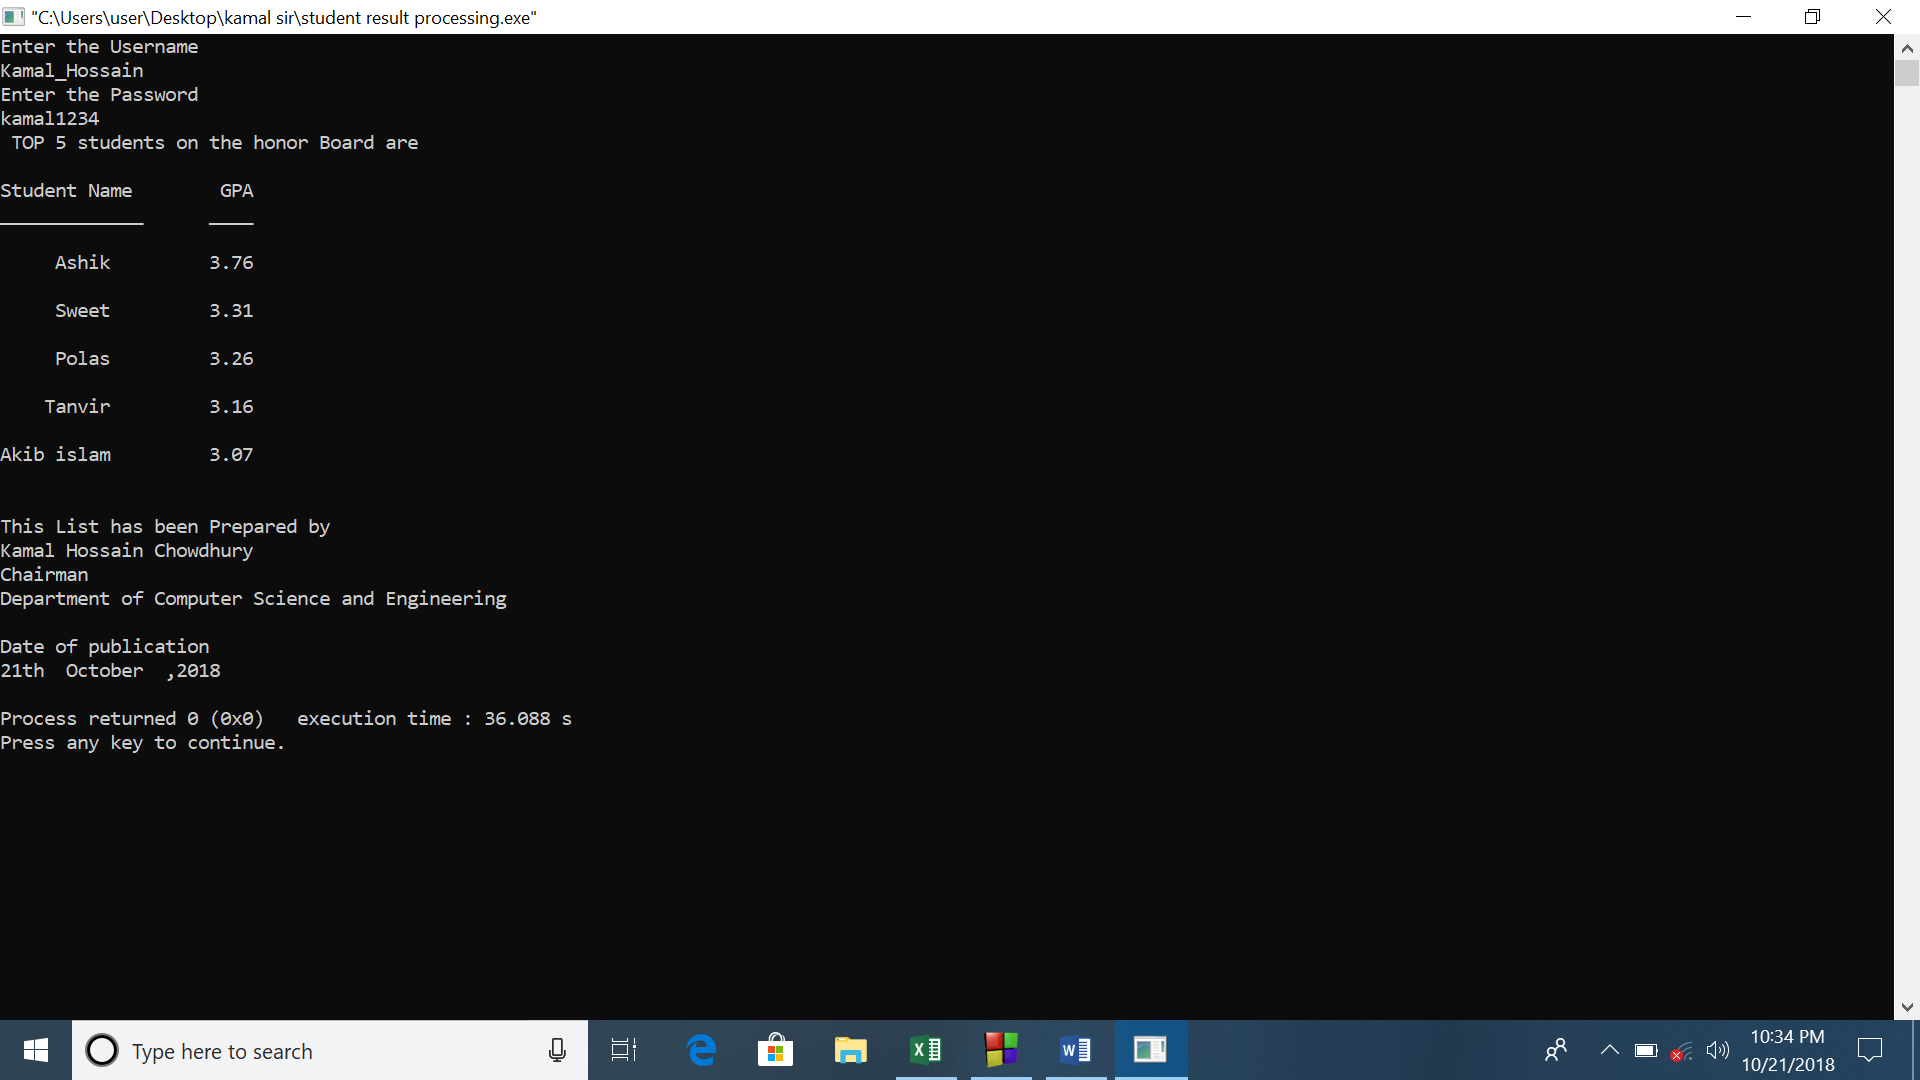 "C:\Users\user\Desktop\kamal sir\student result processing.exe"
Enter the Username
Kamal_Hossain
Enter the Password
kamal1234
TOP 5 students on the honor Board are
Student Name GPA
Ashik 3.76
Sweet 3.31
Polas 3.26
Tanvir 3.16
Akib islam 3.07
This List has been Prepared by
Kamal Hossain Chowdhury
Chairman
Department of Computer Science and Engineering
Date of publication
21th October ,2018
Process returned 0 (0x0) execution time : 36.088 s
Press any key to continue.
Type here to search
10:34 PM
10/21/2018